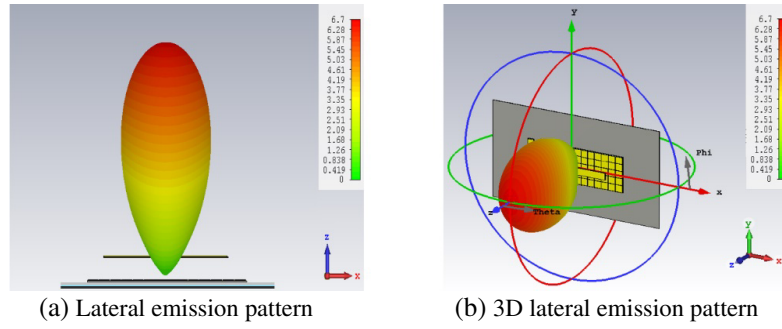 6.7
6.28
5.87
5.45
5.03
4.61
4.19
3.77
3.35
2.93
2.51
2.09
1.68
1.26
0.838
0.419
0
z
x
(a) Lateral emission pattern
y
Phi
x
z
Theta
6.7
6.28
5.87
5.45
5.03
4.61
4.19
3.77
3.35
2.93
2.51
2.09
1.68
1.26
0.838
0.419
0
y
z
x
(b) 3D lateral emission pattern